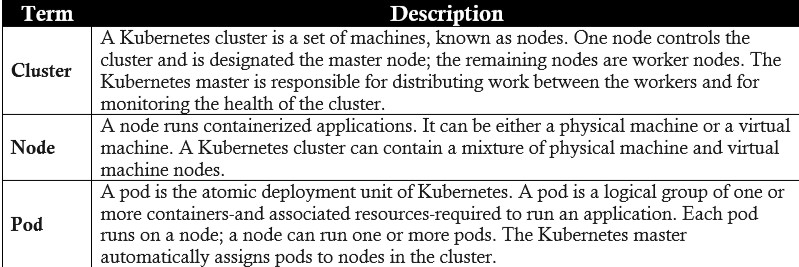 Term Description
Cluster
A Kubernetes cluster is a set of machines, known as nodes. One node controls the
cluster and is designated the master node; the remaining nodes are worker nodes. The
Kubernetes master is responsible for distributing work between the workers and for
monitoring the health of the cluster.
Node
A node runs containerized applications. It can be either a physical machine or a virtual
machine. A Kubernetes cluster can contain a mixture of physical machine and virtual
machine nodes.
Pod
A pod is the atomic deployment unit of Kubernetes. A pod is a logical group of one or
more containers-and associated resources-required to run an application. Each pod
runs on a node; a node can run one or more pods. The Kubernetes master
automatically assigns pods to nodes in the cluster.